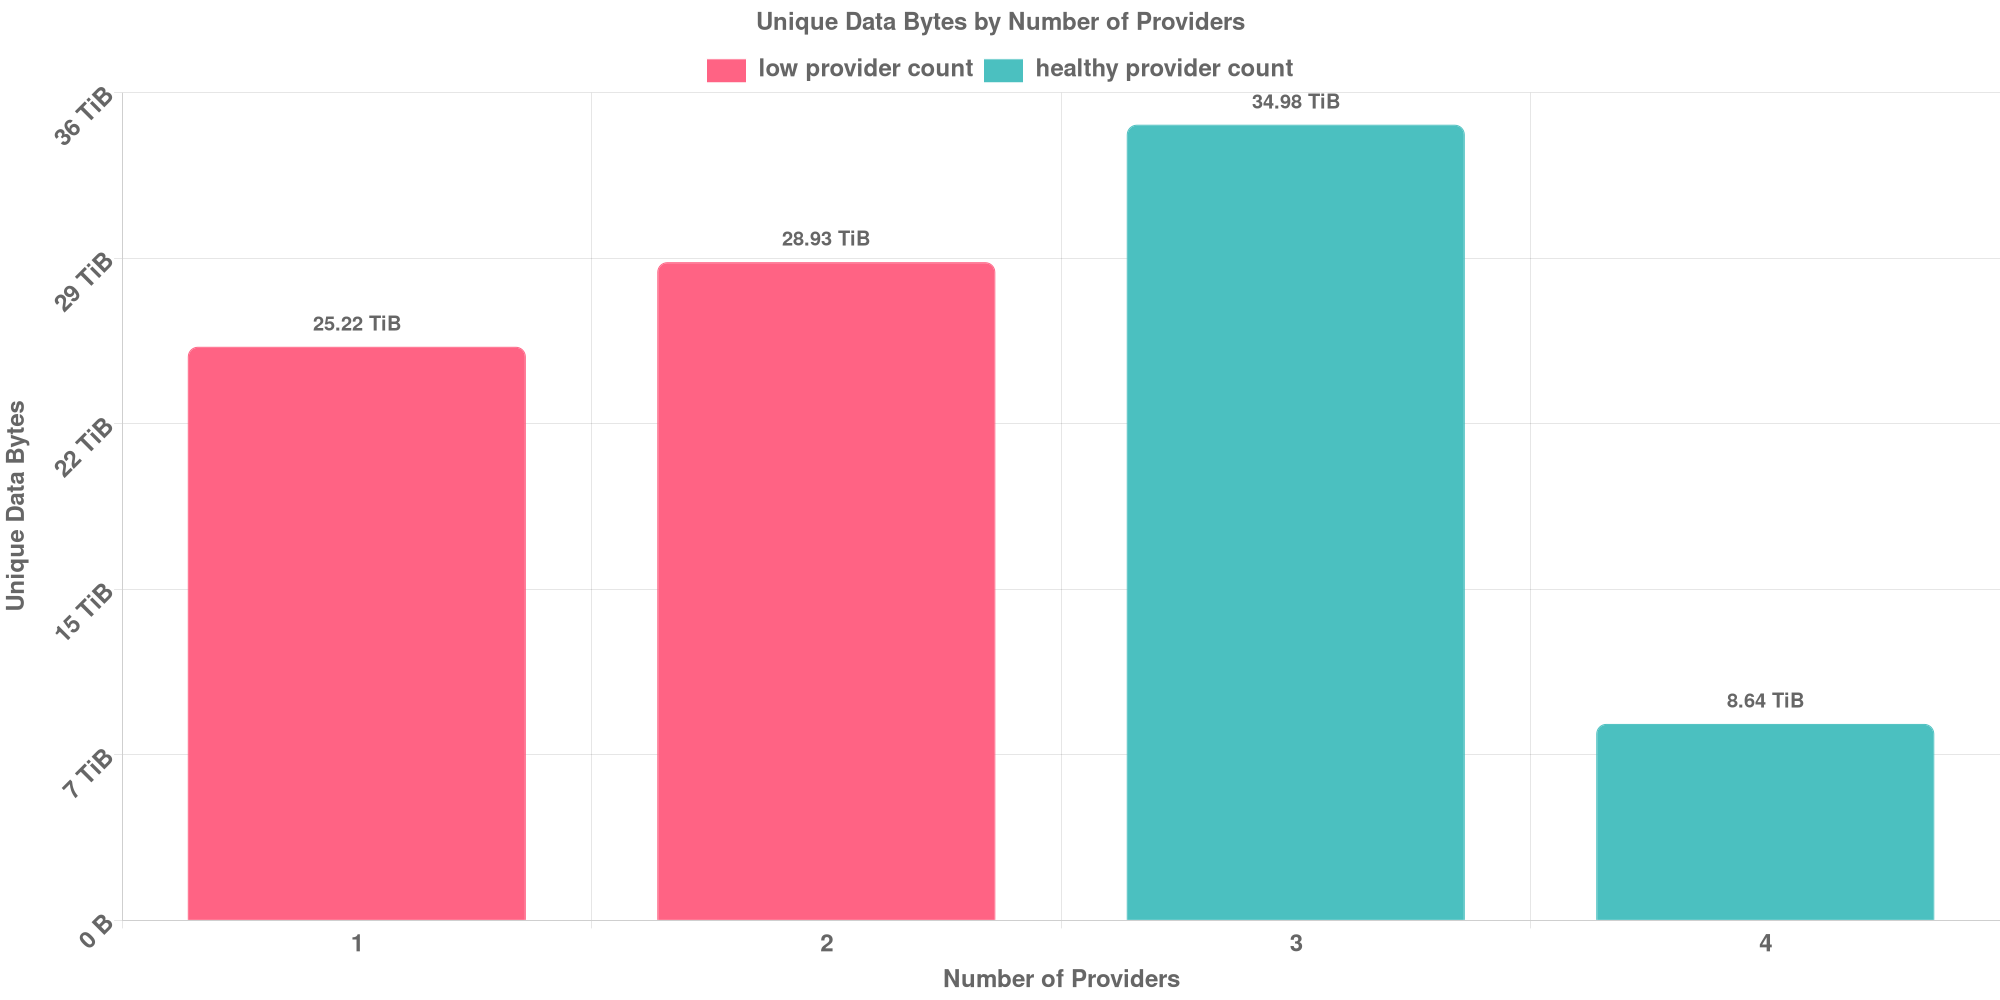 Unique Data Bytes by Number of Providers
low provider count healthy provider count
36 TiB
29 TiB
22 TiB
15 TiB
7 TiB
0 B
Unique Data Bytes
25.22 TiB
28.93 TiB
34.98 TiB
8.64 TiB
1 2 3 4
Number of Providers